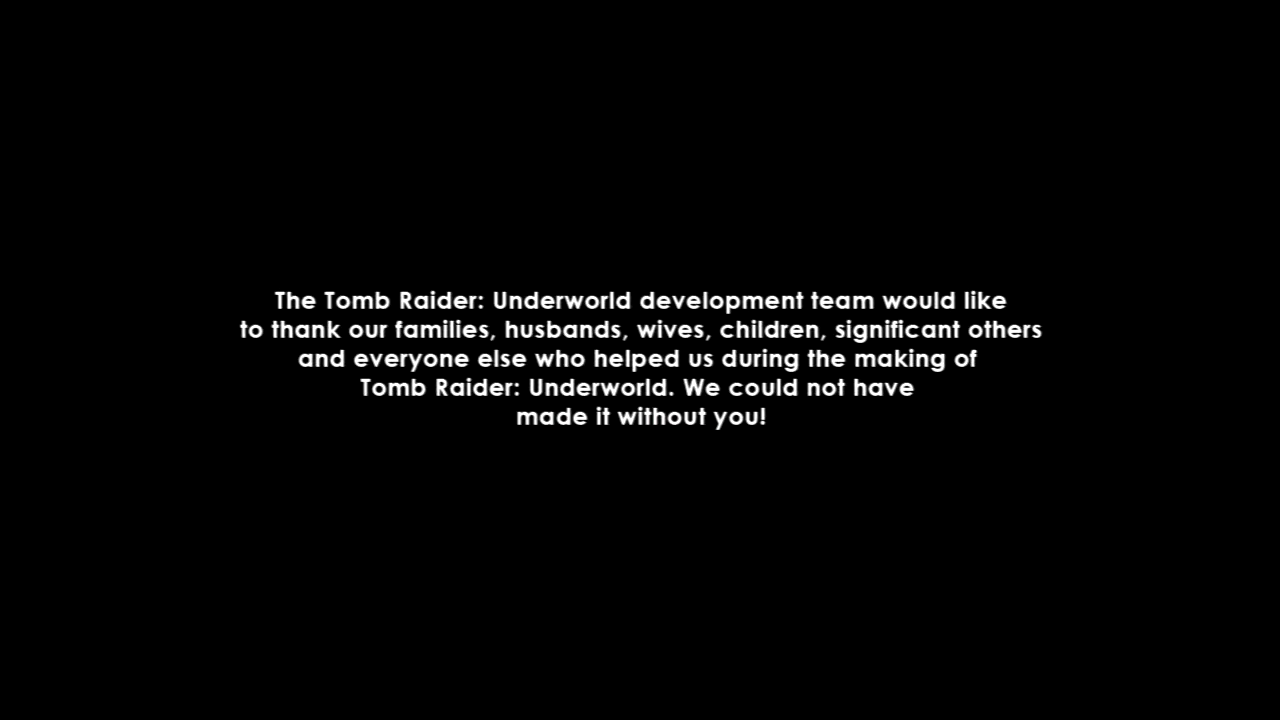 The Tomb Raider: Underworld development team would like
to thank our families, husbands, wives, children, significant others
and everyone else who helped us during the making of
Tomb Raider: Underworld. We could not have
made it without you!